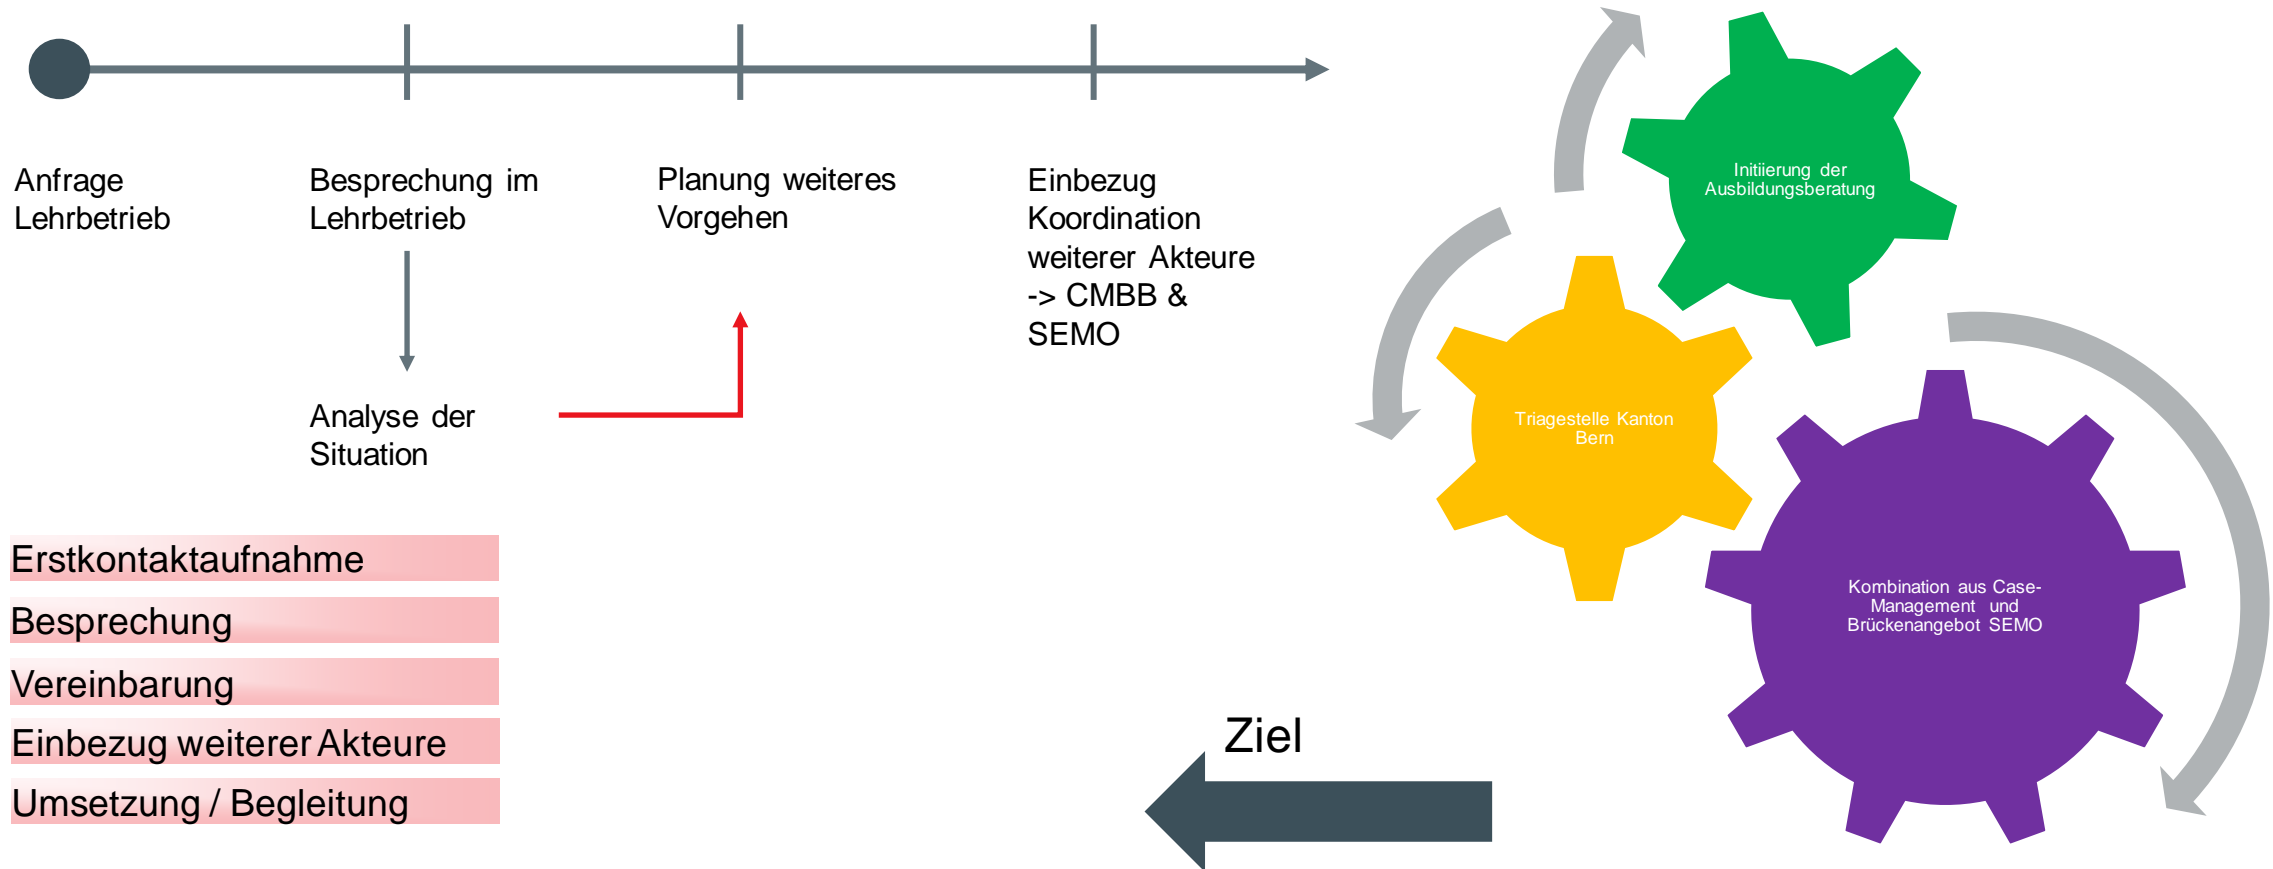 Anfrage
Lehrbetrieb
Besprechung im
Lehrbetrieb
Planung weiteres
Vorgehen
Einbezug
Koordination
weiterer Akteure
-> CMBB &
SEMO
Analyse der
Situation
Erstkontaktaufnahme
Besprechung
Vereinbarung
Einbezug weiterer Akteure
Umsetzung / Begleitung
Ziel
Initiierung der
Ausbildungsberatung
Triagestelle Kanton
Bern
Kombination aus Case-
Management und
Brückenangebot SEMO